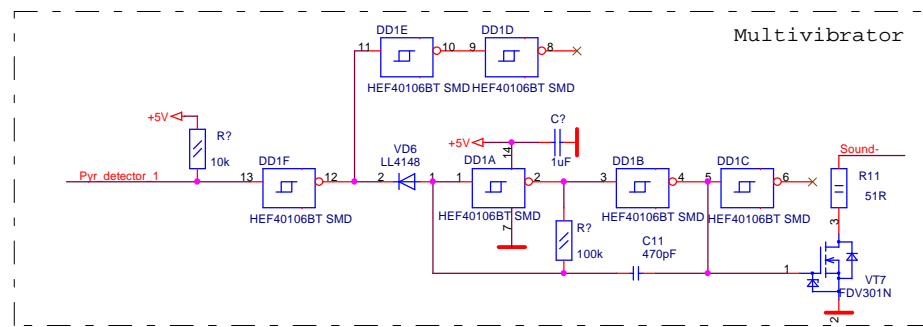 Multivibrator
DD1E
DD1D
11
10
9
8
HEF40106BT SMD
HEF40106BT SMD
+5V
R?
10k
Pyr_detector_1
13
DD1F
12
HEF40106BT SMD
VD6
LL4148
2
1
+5V
C?
1uF
14
DD1A
1
2
7
HEF40106BT SMD
R?
100k
DD1B
3
4
HEF40106BT SMD
C11
470pF
DD1C
5
6
HEF40106BT SMD
Sound-
R11
51R
3
1
VT7
FDV301N
2